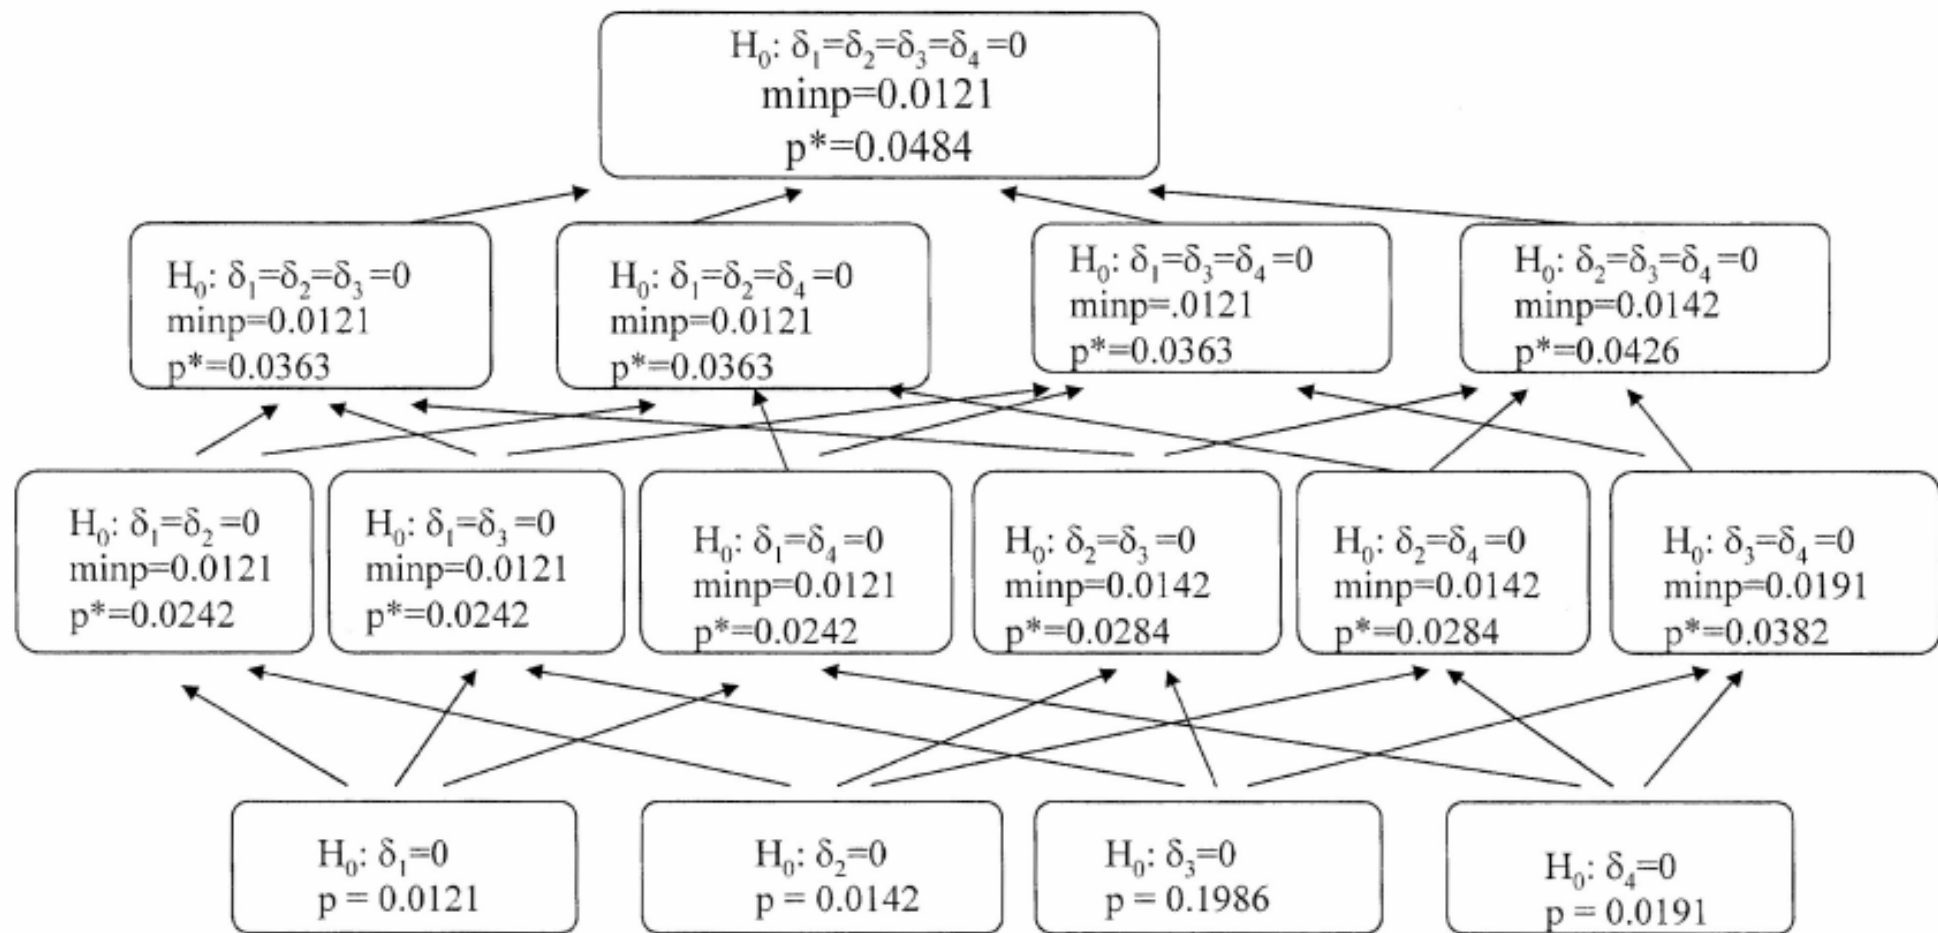 H₀: δ₁=δ₂=δ₃=δ₄ =0
minp=0.0121
p*=0.0484
H₀: δ₁=δ₂=δ₃ =0
minp=0.0121
p*=0.0363
H₀: δ₁=δ₂=δ₄ =0
minp=0.0121
p*=0.0363
H₀: δ₁=δ₃=δ₄ =0
minp=.0121
p*=0.0363
H₀: δ₂=δ₃=δ₄ =0
minp=0.0142
p*=0.0426
H₀: δ₁=δ₂ =0
minp=0.0121
p*=0.0242
H₀: δ₁=δ₃ =0
minp=0.0121
p*=0.0242
H₀: δ₁=δ₄ =0
minp=0.0121
p*=0.0242
H₀: δ₂=δ₃ =0
minp=0.0142
p*=0.0284
H₀: δ₂=δ₄ =0
minp=0.0142
p*=0.0284
H₀: δ₃=δ₄ =0
minp=0.0191
p*=0.0382
H₀: δ₁=0
p = 0.0121
H₀: δ₂=0
p = 0.0142
H₀: δ₃=0
p = 0.1986
H₀: δ₄=0
p = 0.0191